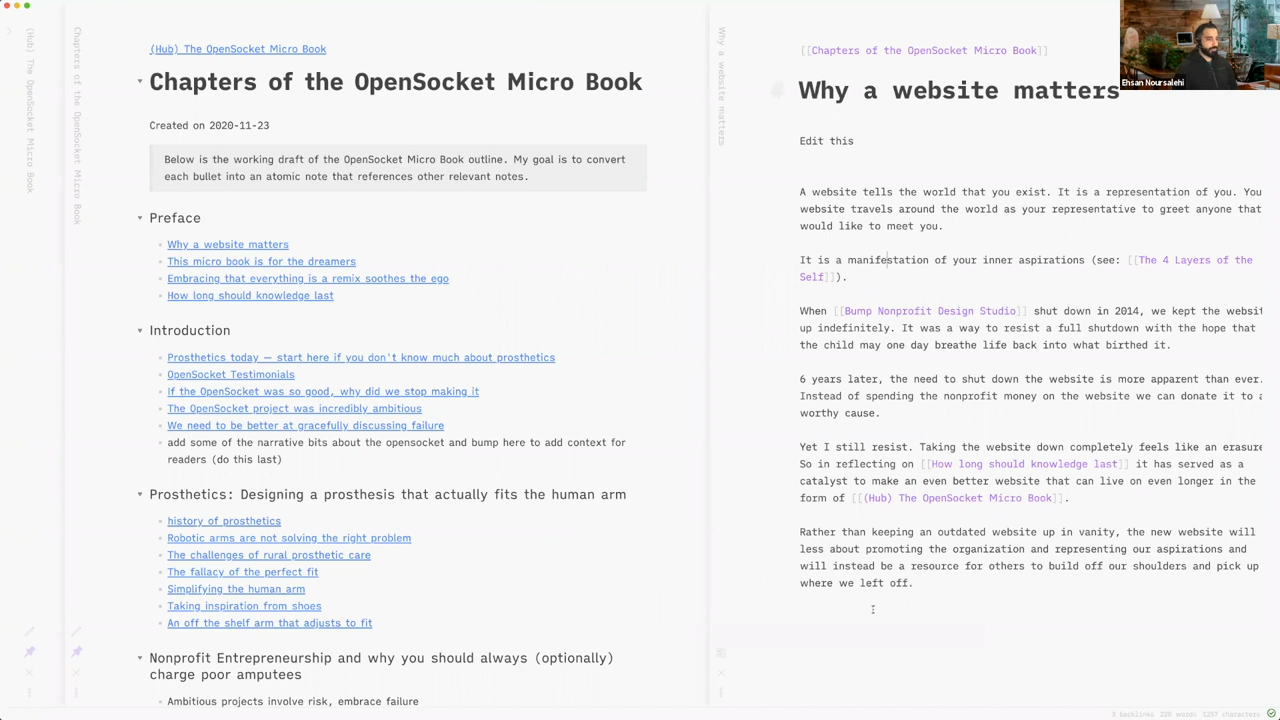 (Hub) The OpenSocket Micro Book
Chapters of the OpenSocket Micro Book
(Hub) The OpenSocket Micro Book
Chapters of the OpenSocket Micro Book
Created on 2020-11-23
Below is the working draft of the OpenSocket Micro Book outline. My goal is to convert
each bullet into an atomic note that references other relevant notes.
Preface
Why a website matters
This micro book is for the dreamers
Embracing that everything is a remix soothes the ego
How long should knowledge last
Introduction
Prosthetics today — start here if you don't know much about prosthetics
OpenSocket Testimonials
If the OpenSocket was so good, why did we stop making it
The OpenSocket project was incredibly ambitious
We need to be better at gracefully discussing failure
add some of the narrative bits about the opensocket and bump here to add context for
readers (do this last)
Prosthetics: Designing a prosthesis that actually fits the human arm
history of prosthetics
Robotic arms are not solving the right problem
The challenges of rural prosthetic care
The fallacy of the perfect fit
Simplifying the human arm
Taking inspiration from shoes
An off the shelf arm that adjusts to fit
Nonprofit Entrepreneurship and why you should always (optionally)
charge poor amputees
Ambitious projects involve risk, embrace failure
Why a website matters
[[Chapters of the OpenSocket Micro Book]]
Why a website matters
Edit this
A website tells the world that you exist. It is a representation of you. You
website travels around the world as your representative to greet anyone that
would like to meet you.
It is a manifestation of your inner aspirations (see: [[The 4 Layers of the
Self]]).
When [[Bump Nonprofit Design Studio]] shut down in 2014, we kept the websit
up indefinitely. It was a way to resist a full shutdown with the hope that
the child may one day breathe life back into what birthed it.
6 years later, the need to shut down the website is more apparent than ever.
Instead of spending the nonprofit money on the website we can donate it to a
worthy cause.
Yet I still resist. Taking the website down completely feels like an erasure
So in reflecting on [[How long should knowledge last]] it has served as a
catalyst to make an even better website that can live on even longer in the
form of [[(Hub) The OpenSocket Micro Book]].
Rather than keeping an outdated website up in vanity, the new website will
less about promoting the organization and representing our aspirations and
will instead be a resource for others to build off our shoulders and pick up
where we left off.
Ehsan Noursalehi
3 backlinks 220 words 1257 characters